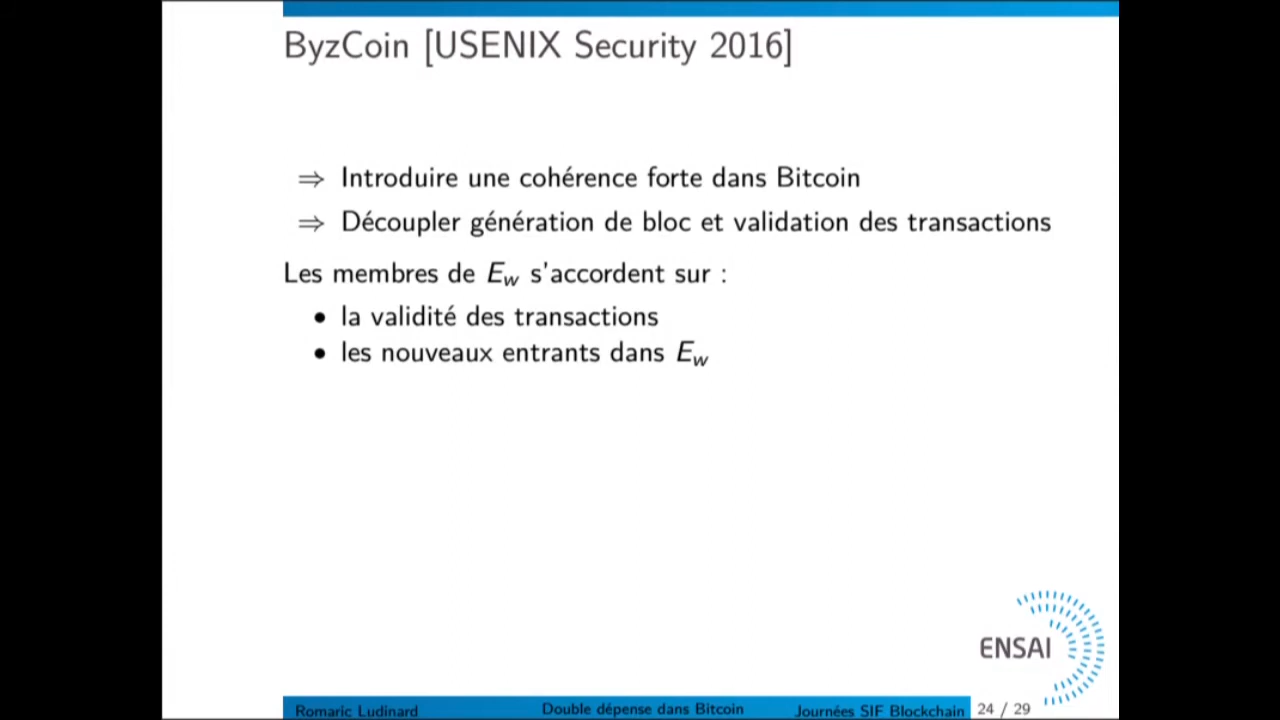 ByzCoin [USENIX Security 2016]
⇒ Introduire une cohérence forte dans Bitcoin
⇒ Découpler génération de bloc et validation des transactions
Les membres de E_w s'accordent sur :
• la validité des transactions
• les nouveaux entrants dans E_w
ENSAI
Romaric Ludinard Double dépense dans Bitcoin Journées SIF Blockchain 24 / 29